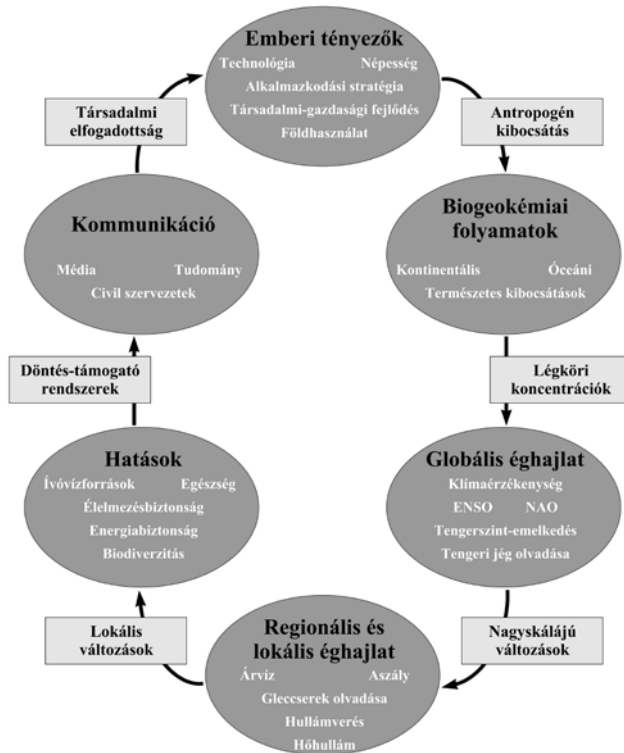 Emberi tényezők
Technológia Népesség
Alkalmazkodási stratégia
Társadalmi-gazdasági fejlődés
Földhasználat
Antropogén
kibocsátás
Biogeokémiai
folyamatok
Kontinentális Óceáni
Természetes kibocsátások
Légköri
koncentrációk
Globális éghajlat
Klímaérzékenység
ENSO NAO
Tengerszint-emelkedés
Tengeri jég olvadása
Nagyskálájú
változások
Regionális és
lokális éghajlat
Árvíz Aszály
Gleccserek olvadása
Hullámverés
Hőhullám
Lokális
változások
Hatások
Ívóvízforrások Egészség
Élelmezésbiztonság
Energiabiztonság
Biodiverzitás
Döntés-támogató
rendszerek
Kommunikáció
Média Tudomány
Civil szervezetek
Társadalmi
elfogadottság